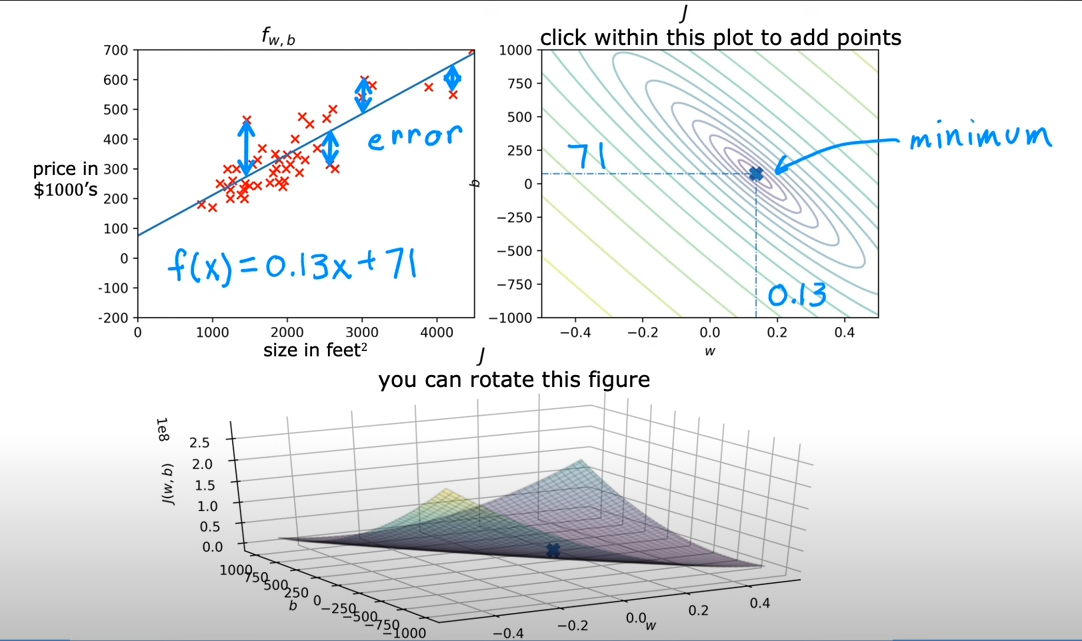 f_{w,b}
700
600
500
400
300
200
100
0
-100
-200
price in
$1000's
error
f(x)=0.13x+71
0 1000 2000 3000 4000
size in feet²
J
click within this plot to add points
1000
750
500
250
0
−250
−500
−750
−1000
b
71
minimum
0.13
−0.4 −0.2 0.0 0.2 0.4
w
J
you can rotate this figure
1e8
J(w,b)
2.5
2.0
1.5
1.0
0.5
0.0
1000 750 500 250 0 −250 −500 −750 −1000
b
−0.4 −0.2 0.0 0.2 0.4
w